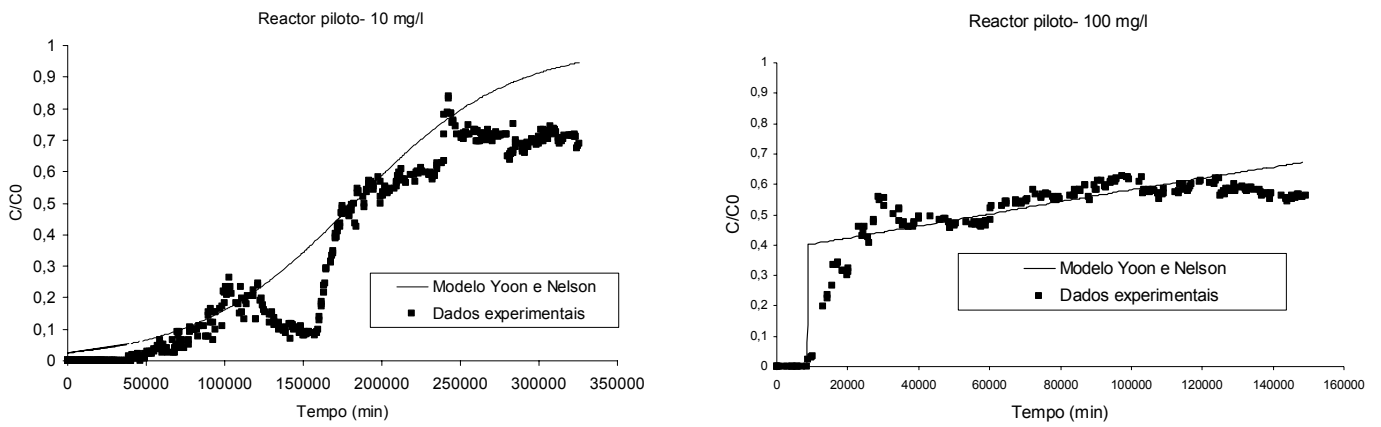 Reactor piloto- 10 mg/l
C/C0
1
0,9
0,8
0,7
0,6
0,5
0,4
0,3
0,2
0,1
0
0 50000 100000 150000 200000 250000 300000 350000
Tempo (min)
Modelo Yoon e Nelson
Dados experimentais
Reactor piloto- 100 mg/l
C/C0
1
0,9
0,8
0,7
0,6
0,5
0,4
0,3
0,2
0,1
0
0 20000 40000 60000 80000 100000 120000 140000 160000
Tempo (min)
Modelo Yoon e Nelson
Dados experimentais